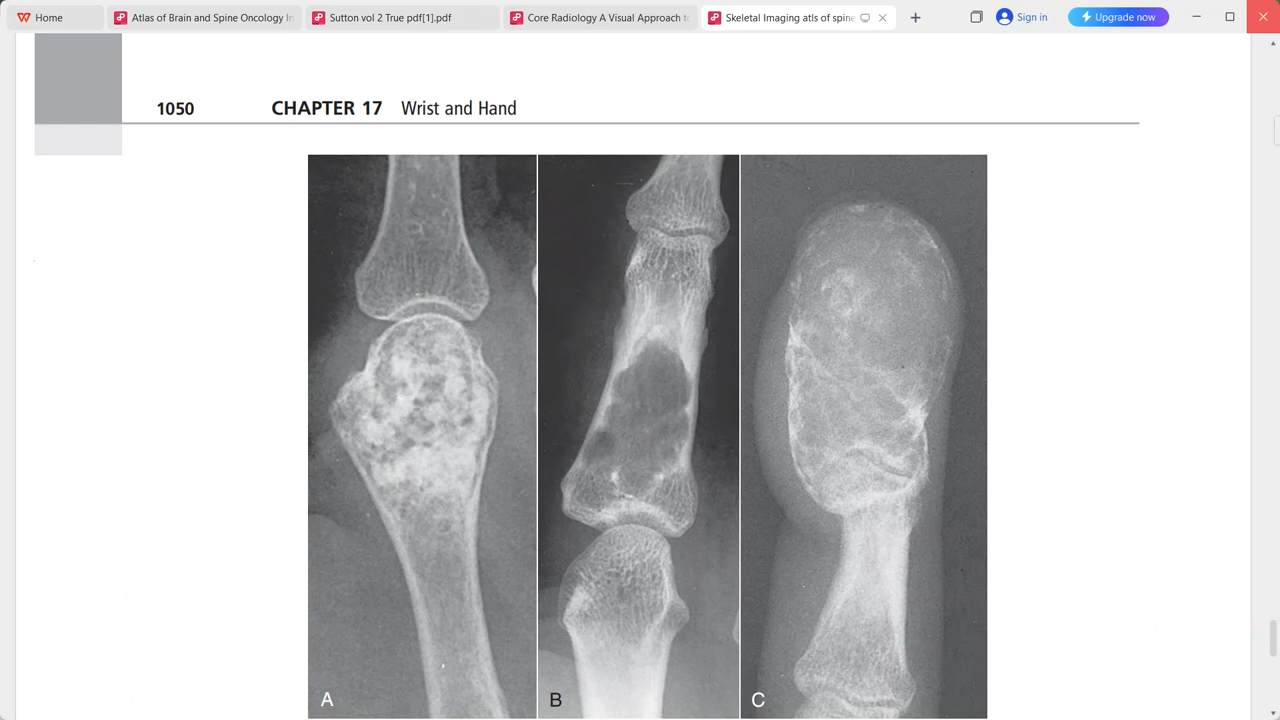 Home
Atlas of Brain and Spine Oncology I
Sutton vol 2 True pdf[1].pdf
Core Radiology A Visual Approach to
Skeletal Imaging atls of spine
Sign in
Upgrade now
1050 CHAPTER 17 Wrist and Hand
A B C